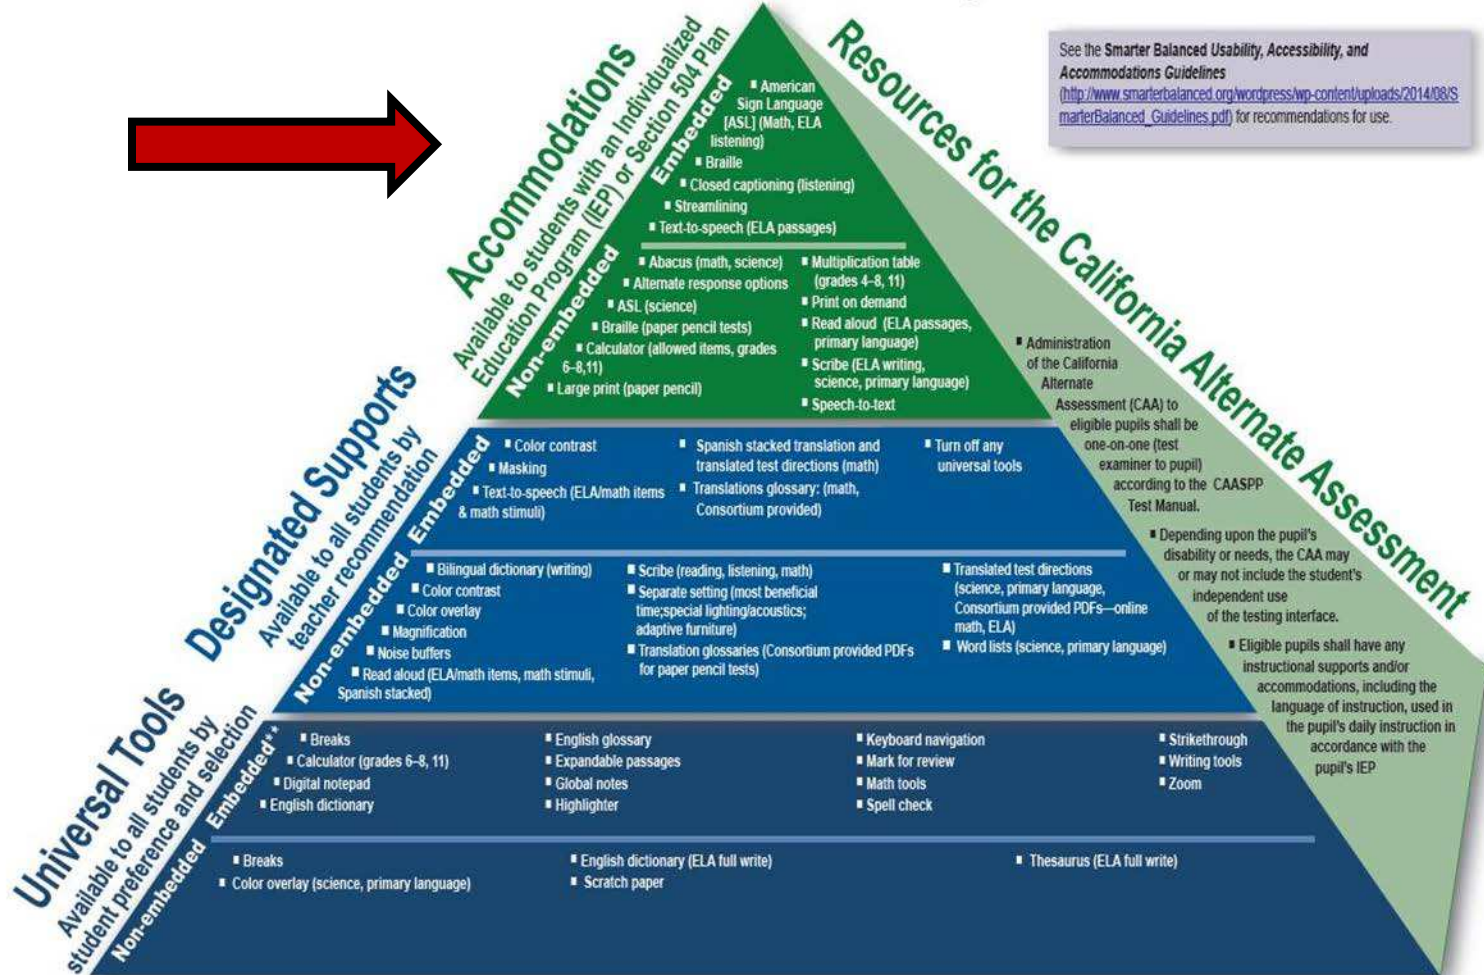 See the Smarter Balanced Usability, Accessibility, and
Accommodations Guidelines
(http://www.smarterbalanced.org/wordpress/wp-content/uploads/2014/08/S
marterBalanced_Guidelines.pdf) for recommendations for use.
Accommodations
Available to students with an Individualized
Education Program (IEP) or Section 504 Plan
Embedded
▪ American
Sign Language
[ASL] (Math, ELA
listening)
▪ Braille
▪ Closed captioning (listening)
▪ Streamlining
▪ Text-to-speech (ELA passages)
Non-embedded
▪ Abacus (math, science)
▪ Alternate response options
▪ ASL (science)
▪ Braille (paper pencil tests)
▪ Calculator (allowed items, grades
6–8,11)
▪ Large print (paper pencil)
▪ Multiplication table
(grades 4–8, 11)
▪ Print on demand
▪ Read aloud (ELA passages,
primary language)
▪ Scribe (ELA writing,
science, primary language)
▪ Speech-to-text
Designated Supports
Available to all students by
teacher recommendation
Embedded
▪ Color contrast
▪ Masking
▪ Text-to-speech (ELA/math items
& math stimuli)
▪ Spanish stacked translation and
translated test directions (math)
▪ Translations glossary: (math,
Consortium provided)
▪ Turn off any
universal tools
Non-embedded
▪ Bilingual dictionary (writing)
▪ Color contrast
▪ Color overlay
▪ Magnification
▪ Noise buffers
▪ Read aloud (ELA/math items, math stimuli,
Spanish stacked)
▪ Scribe (reading, listening, math)
▪ Separate setting (most beneficial
time;special lighting/acoustics;
adaptive furniture)
▪ Translation glossaries (Consortium provided PDFs
for paper pencil tests)
▪ Translated test directions
(science, primary language,
Consortium provided PDFs—online
math, ELA)
▪ Word lists (science, primary language)
Universal Tools
Available to all students by
student preference and selection
Embedded**
▪ Breaks
▪ Calculator (grades 6–8, 11)
▪ Digital notepad
▪ English dictionary
▪ English glossary
▪ Expandable passages
▪ Global notes
▪ Highlighter
▪ Keyboard navigation
▪ Mark for review
▪ Math tools
▪ Spell check
▪ Strikethrough
▪ Writing tools
▪ Zoom
Non-embedded
▪ Breaks
▪ Color overlay (science, primary language)
▪ English dictionary (ELA full write)
▪ Scratch paper
▪ Thesaurus (ELA full write)
Resources for the California Alternate Assessment
▪ Administration
of the California
Alternate
Assessment (CAA) to
eligible pupils shall be
one-on-one (test
examiner to pupil)
according to the CAASPP
Test Manual.
▪ Depending upon the pupil's
disability or needs, the CAA may
or may not include the student's
independent use
of the testing interface.
▪ Eligible pupils shall have any
instructional supports and/or
accommodations, including the
language of instruction, used in
the pupil's daily instruction in
accordance with the
pupil's IEP